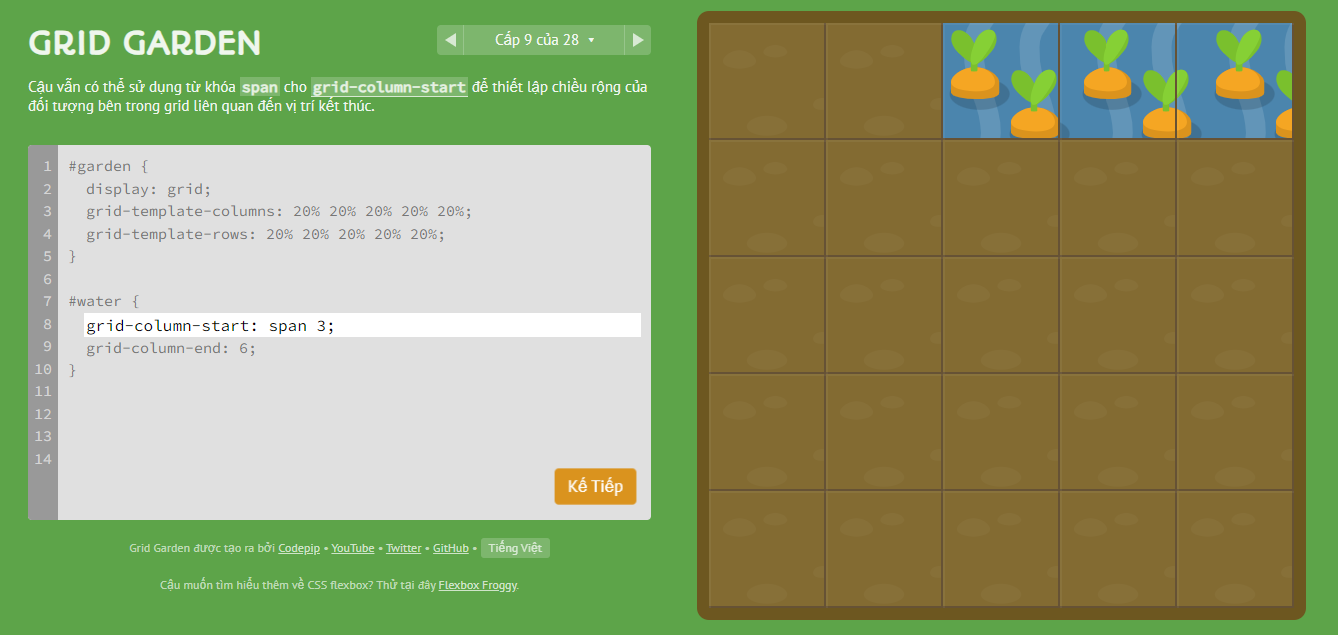 GRID GARDEN
◀ Cấp 9 của 28 ▾ ▶
Cậu vẫn có thể sử dụng từ khóa span cho grid-column-start để thiết lập chiều rộng của
đối tượng bên trong grid liên quan đến vị trí kết thúc.
1 #garden {
2 display: grid;
3 grid-template-columns: 20% 20% 20% 20% 20%;
4 grid-template-rows: 20% 20% 20% 20% 20%;
5 }
6
7 #water {
8 grid-column-start: span 3;
9 grid-column-end: 6;
10 }
11
12
13
14
Kế Tiếp
Grid Garden được tạo ra bởi Codepip • YouTube • Twitter • GitHub • Tiếng Việt
Cậu muốn tìm hiểu thêm về CSS flexbox? Thử tại đây Flexbox Froggy.